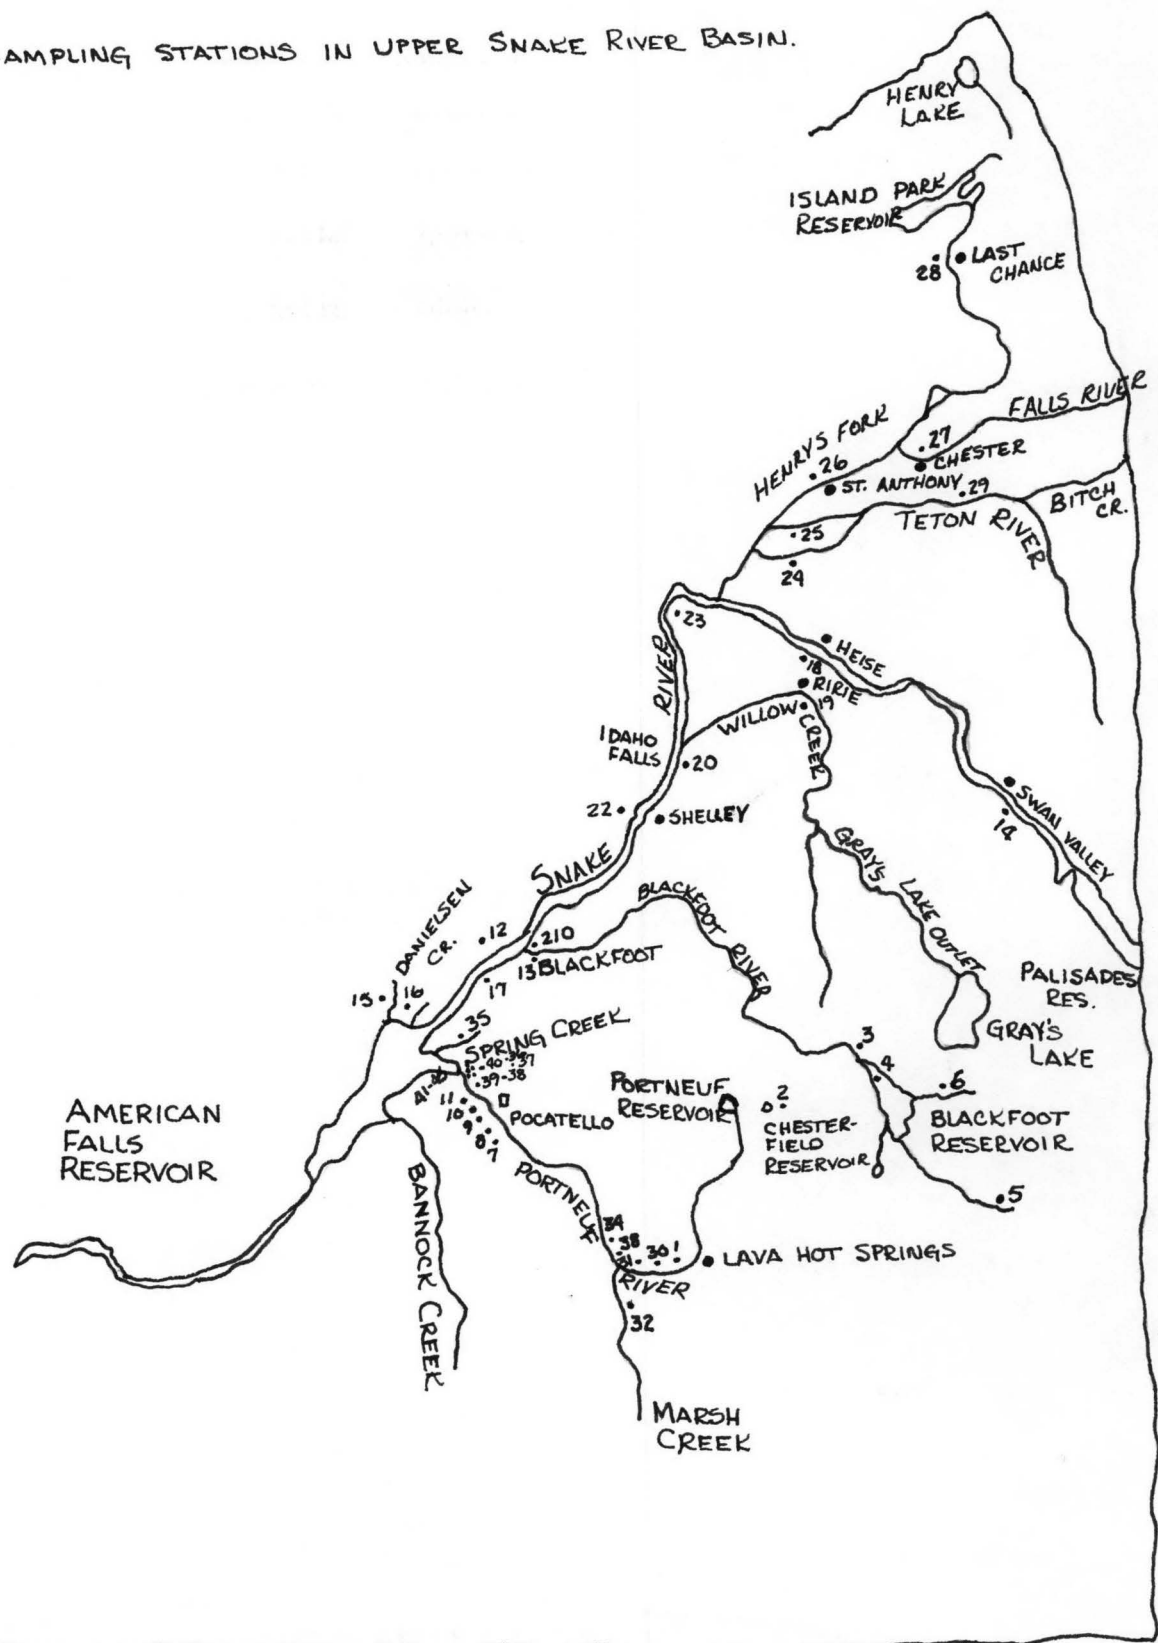 AMPLING STATIONS IN UPPER SNAKE RIVER BASIN.
HENRY
LAKE
ISLAND PARK
RESERVOIR
28
LAST
CHANCE
FALLS RIVER
HENRYS FORK
27
CHESTER
26
ST. ANTHONY
29
BITCH
CR.
TETON RIVER
25
24
23
HEISE
18
RIRIE
19
WILLOW
CREEK
RIVER
IDAHO
FALLS
20
22
SHELLEY
SWAN VALLEY
14
SNAKE
GRAY'S LAKE OUTLET
BLACKFOOT RIVER
DANIELSEN
CR.
12
210
13
BLACKFOOT
17
15
16
PALISADES
RES.
GRAY'S
LAKE
35
SPRING CREEK
40
37
39
38
41
3
4
6
PORTNEUF
RESERVOIR
2
CHESTER-
FIELD
RESERVOIR
BLACKFOOT
RESERVOIR
11
10
9
8
7
POCATELLO
AMERICAN
FALLS
RESERVOIR
5
BANNOCK CREEK
PORTNEUF
RIVER
34
30
1
LAVA HOT SPRINGS
32
MARSH
CREEK